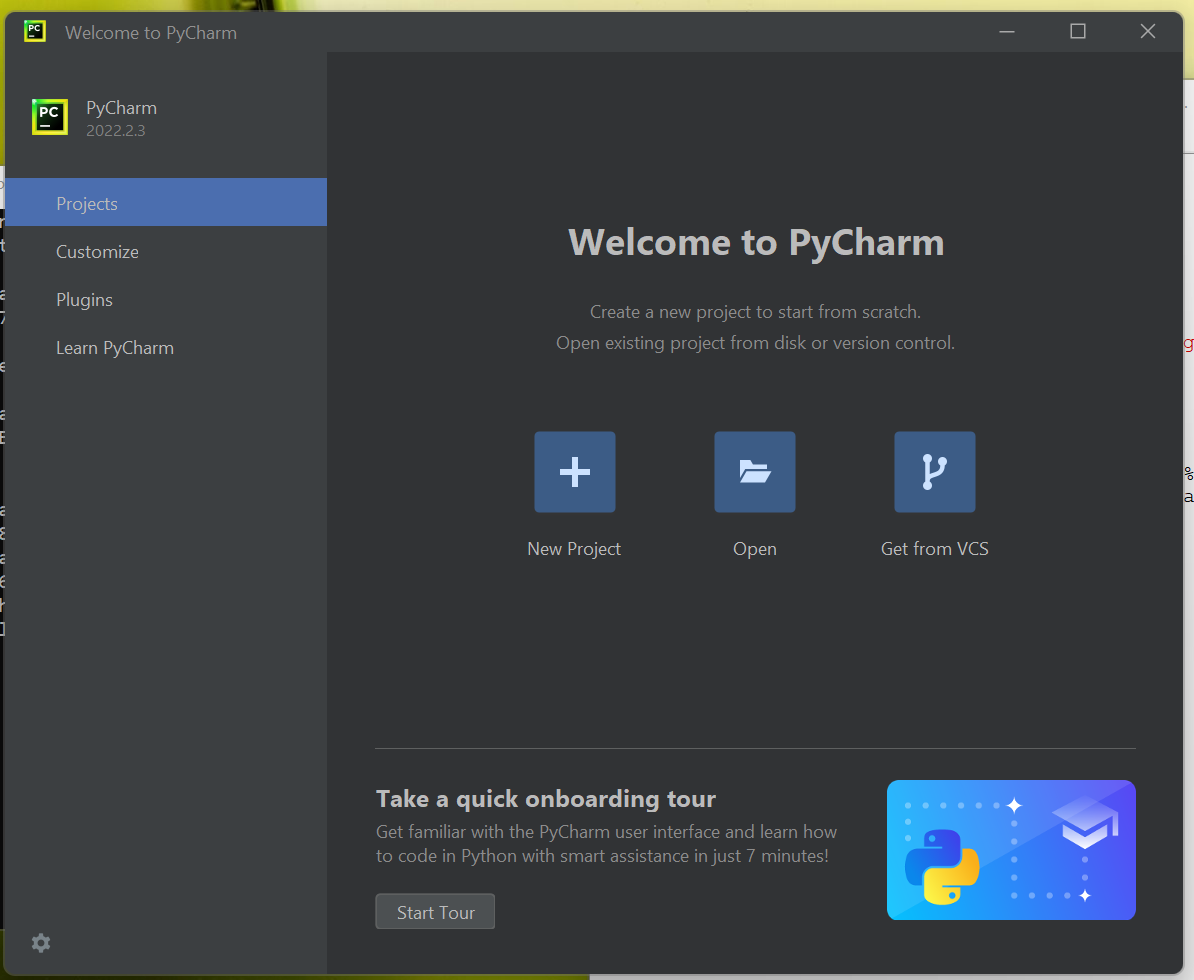 PC Welcome to PyCharm
PC
PyCharm
2022.2.3
Projects
Customize
Plugins
Learn PyCharm
Welcome to PyCharm
Create a new project to start from scratch.
Open existing project from disk or version control.
New Project Open Get from VCS
Take a quick onboarding tour
Get familiar with the PyCharm user interface and learn how
to code in Python with smart assistance in just 7 minutes!
Start Tour